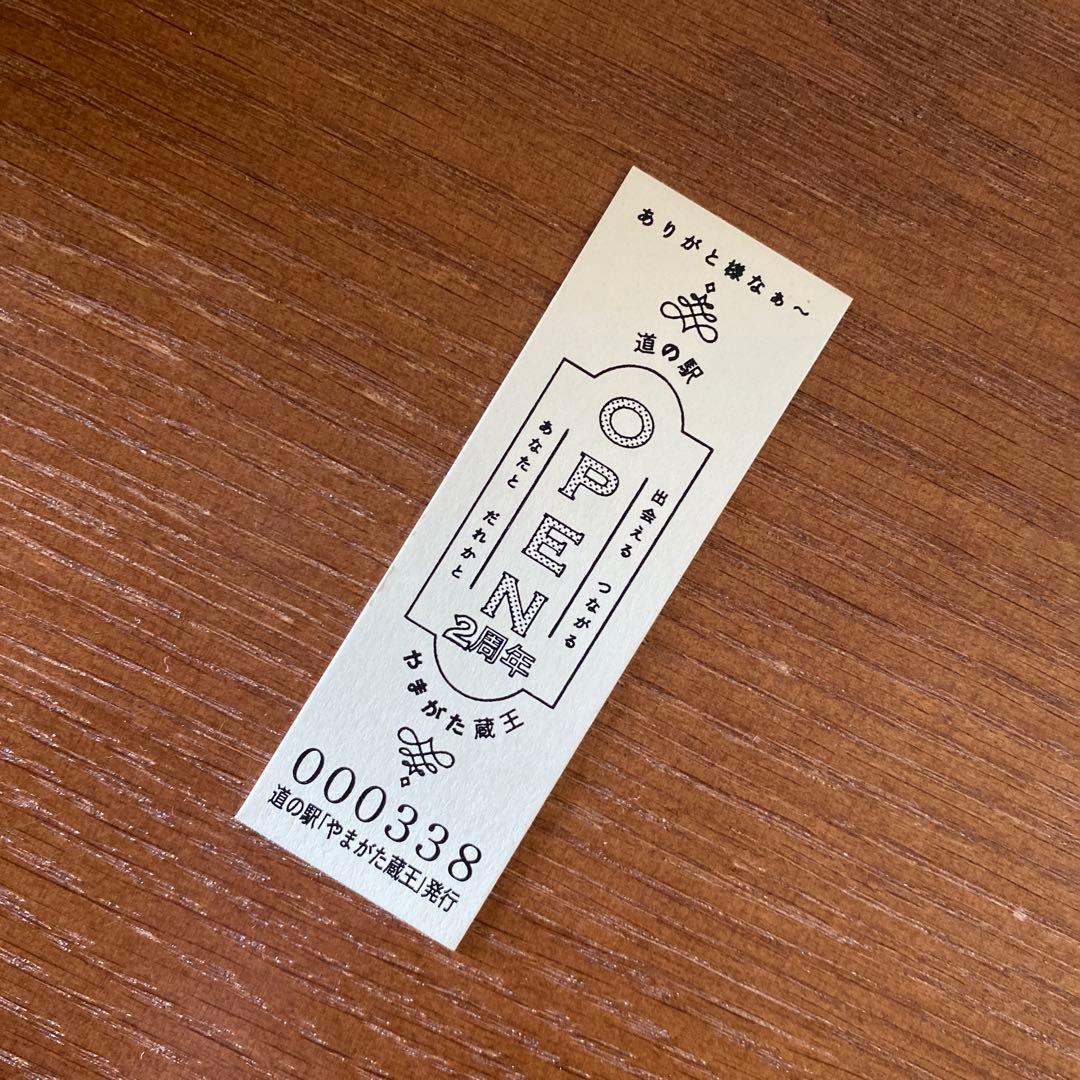 ありがと様なぁ～
道の駅
OPEN
出会える つながる
あなたと だれかと
2周年
やまがた蔵王
000338
道の駅「やまがた蔵王」発行